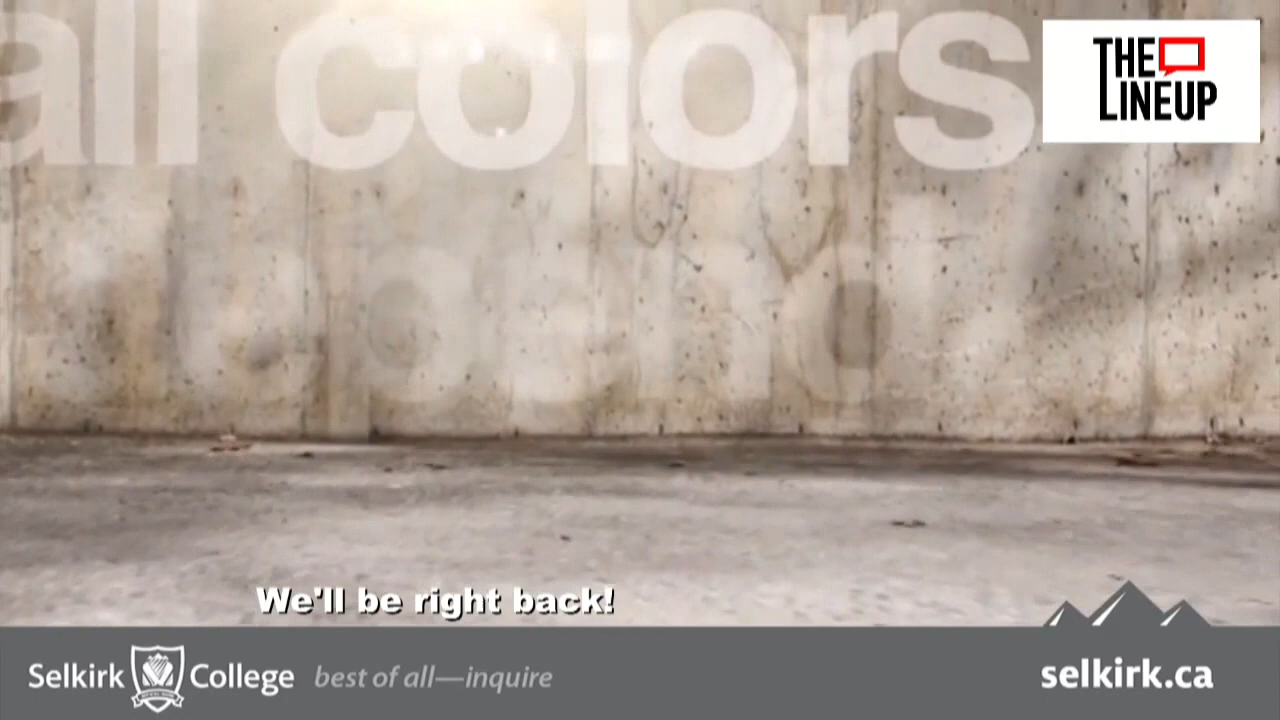 all colors
THE
LINEUP
We'll be right back!
Selkirk College best of all—inquire
selkirk.ca